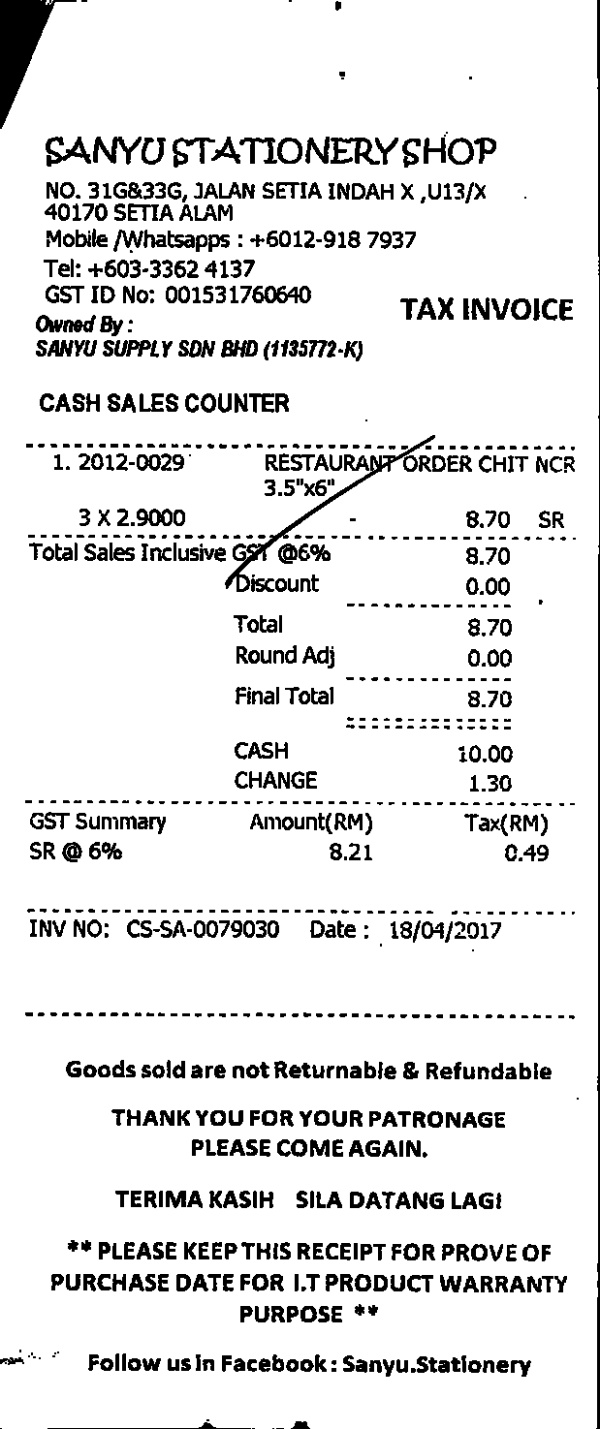 SANYU STATIONERY SHOP
NO. 31G&33G, JALAN SETIA INDAH X ,U13/X
40170 SETIA ALAM
Mobile /Whatsapps : +6012-918 7937
Tel: +603-3362 4137
GST ID No: 001531760640
TAX INVOICE
Owned By :
SANYU SUPPLY SDN BHD (1135772-K)
CASH SALES COUNTER
1. 2012-0029 RESTAURANT ORDER CHIT NCR
3.5"x6"
3 X 2.9000 - 8.70 SR
Total Sales Inclusive GST @6% 8.70
Discount 0.00
Total 8.70
Round Adj 0.00
Final Total 8.70
CASH 10.00
CHANGE 1.30
GST Summary Amount(RM) Tax(RM)
SR @ 6% 8.21 0.49
INV NO: CS-SA-0079030 Date : 18/04/2017
Goods sold are not Returnable & Refundable
THANK YOU FOR YOUR PATRONAGE
PLEASE COME AGAIN.
TERIMA KASIH SILA DATANG LAGI
** PLEASE KEEP THIS RECEIPT FOR PROVE OF
PURCHASE DATE FOR I.T PRODUCT WARRANTY
PURPOSE **
Follow us in Facebook : Sanyu.Stationery